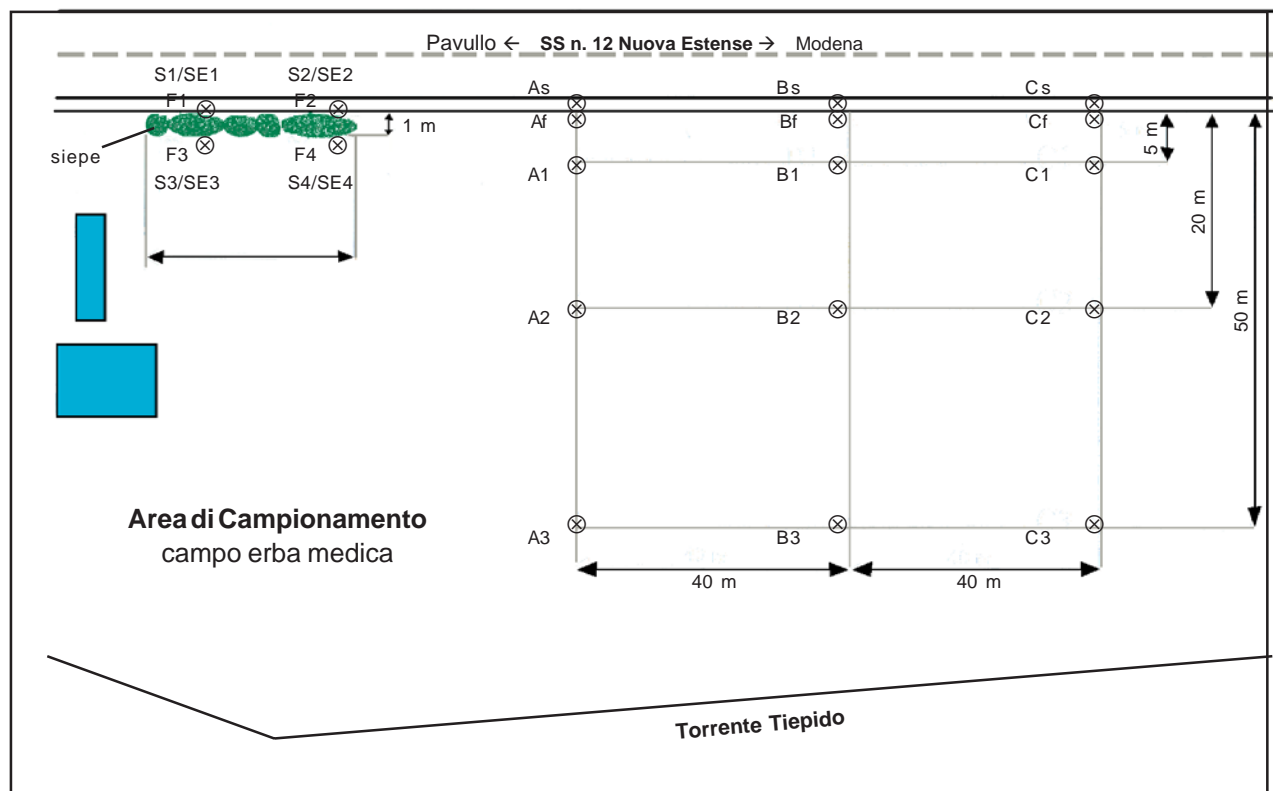 Pavullo ← SS n. 12 Nuova Estense → Modena
S1/SE1 S2/SE2
F1 F2
As Bs Cs
Af Bf Cf
1 m
5 m
siepe
F3 F4
A1 B1 C1
S3/SE3 S4/SE4
20 m
50 m
A2 B2 C2
Area di Campionamento
campo erba medica
A3 B3 C3
40 m 40 m
Torrente Tiepido